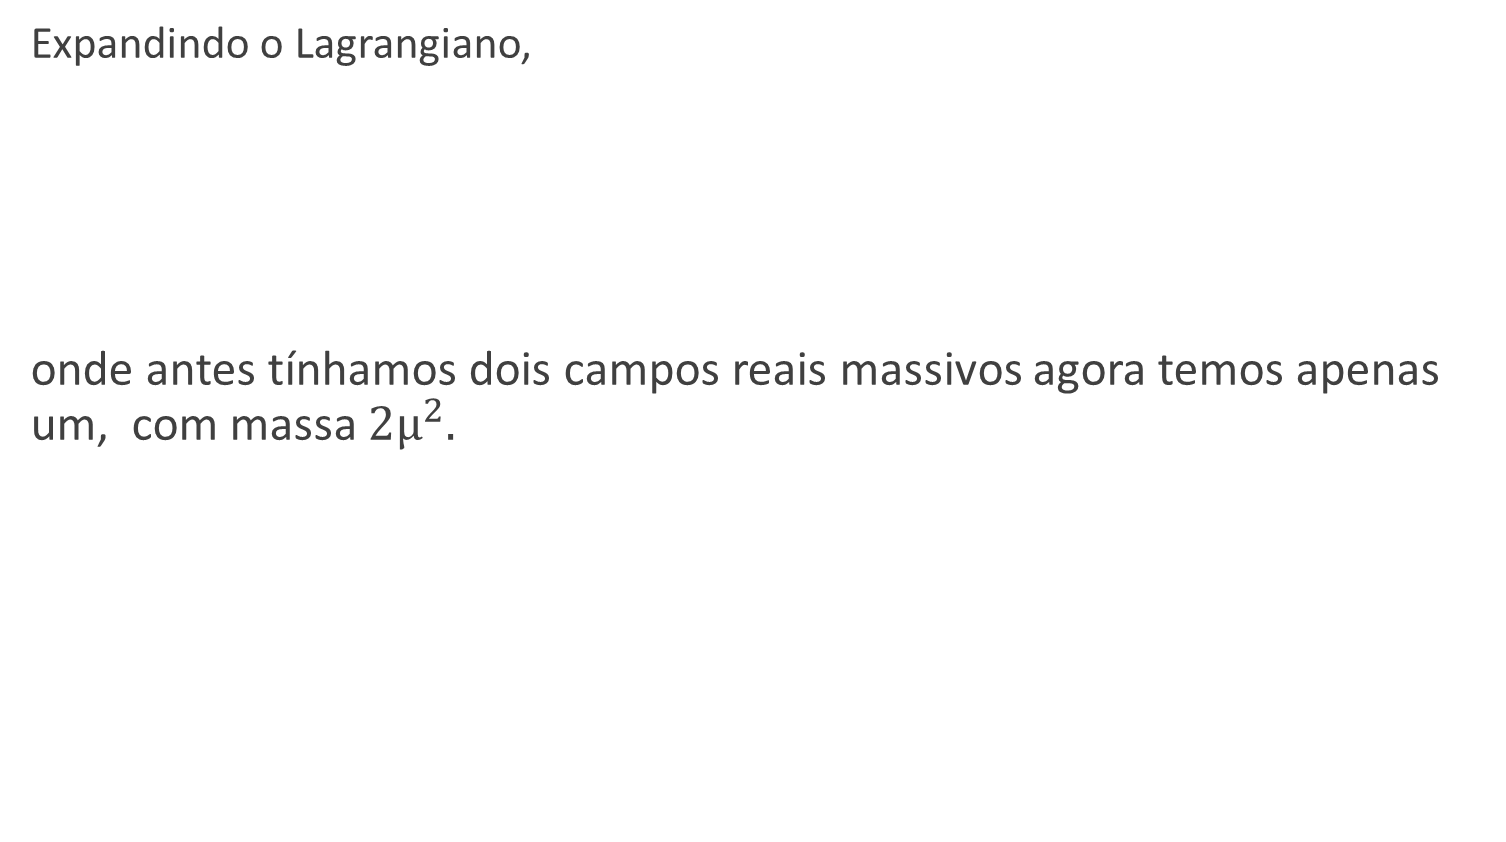 Expandindo o Lagrangiano,
onde antes tínhamos dois campos reais massivos agora temos apenas
um, com massa 2μ².